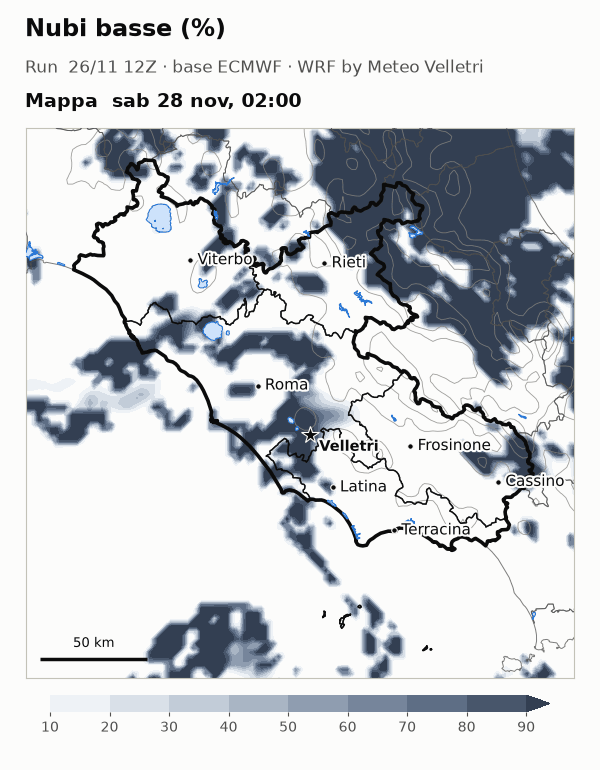 Nubi basse (%)
Run  26/11 12Z · base ECMWF · WRF by Meteo Velletri
Mappa  sab 28 nov, 02:00
Viterbo
Rieti
Roma
Velletri
Frosinone
Cassino
Latina
Terracina
50 km
10 20 30 40 50 60 70 80 90